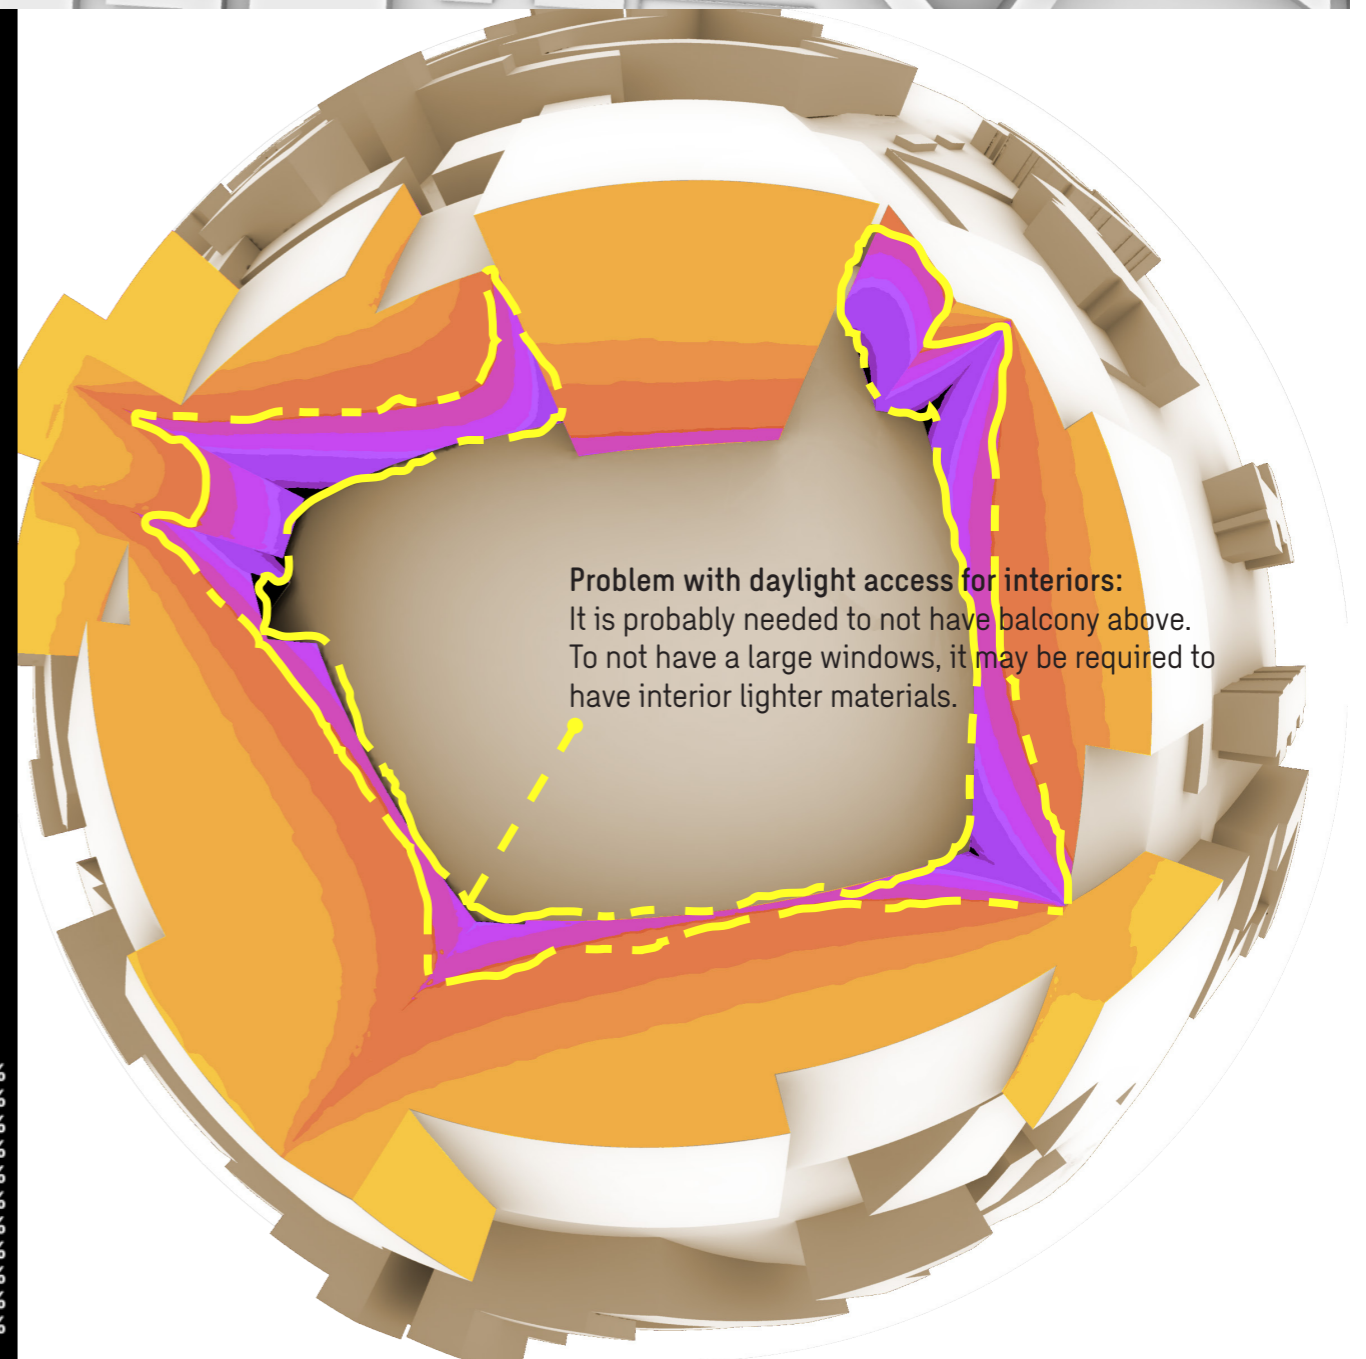 Problem with daylight access for interiors:
It is probably needed to not have balcony above.
To not have a large windows, it may be required to
have interior lighter materials.